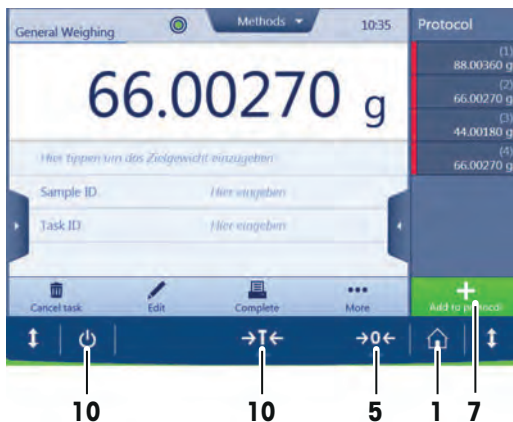 General Weighing
Methods
10:35
Protocol
66.00270 g
(1)
88.00360 g
(2)
66.00270 g
(3)
44.00180 g
(4)
66.00270 g
Hier tippen um das Zielgewicht einzugeben
Sample ID
Hier eingeben
Task ID
Hier eingeben
Cancel task
Edit
Complete
More
Add to protocol
→T←
→0←
10
10
5
1
7